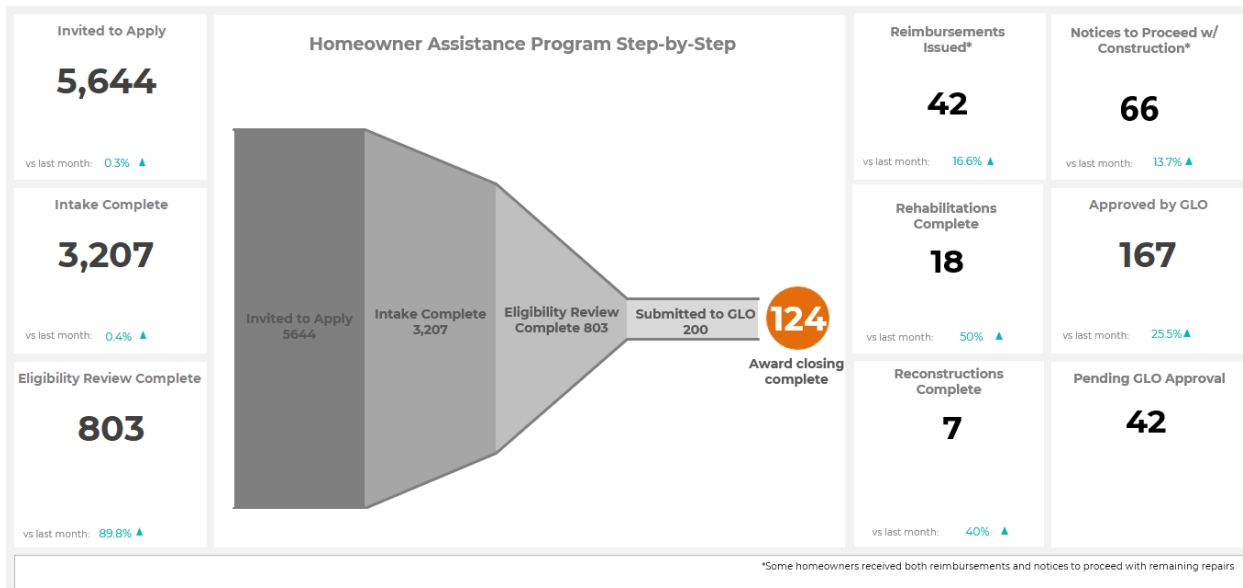 Invited to Apply
5,644
vs last month: 0.3% ▲
Intake Complete
3,207
vs last month: 0.4% ▲
Eligibility Review Complete
803
vs last month: 89.8% ▲
Homeowner Assistance Program Step-by-Step
Invited to Apply
5644
Intake Complete
3,207
Eligibility Review
Complete 803
Submitted to GLO
200
124
Award closing
complete
Reimbursements
Issued*
42
vs last month: 16.6% ▲
Notices to Proceed w/
Construction*
66
vs last month: 13.7% ▲
Rehabilitations
Complete
18
vs last month: 50% ▲
Approved by GLO
167
vs last month: 25.5% ▲
Reconstructions
Complete
7
vs last month: 40% ▲
Pending GLO Approval
42
*Some homeowners received both reimbursements and notices to proceed with remaining repairs